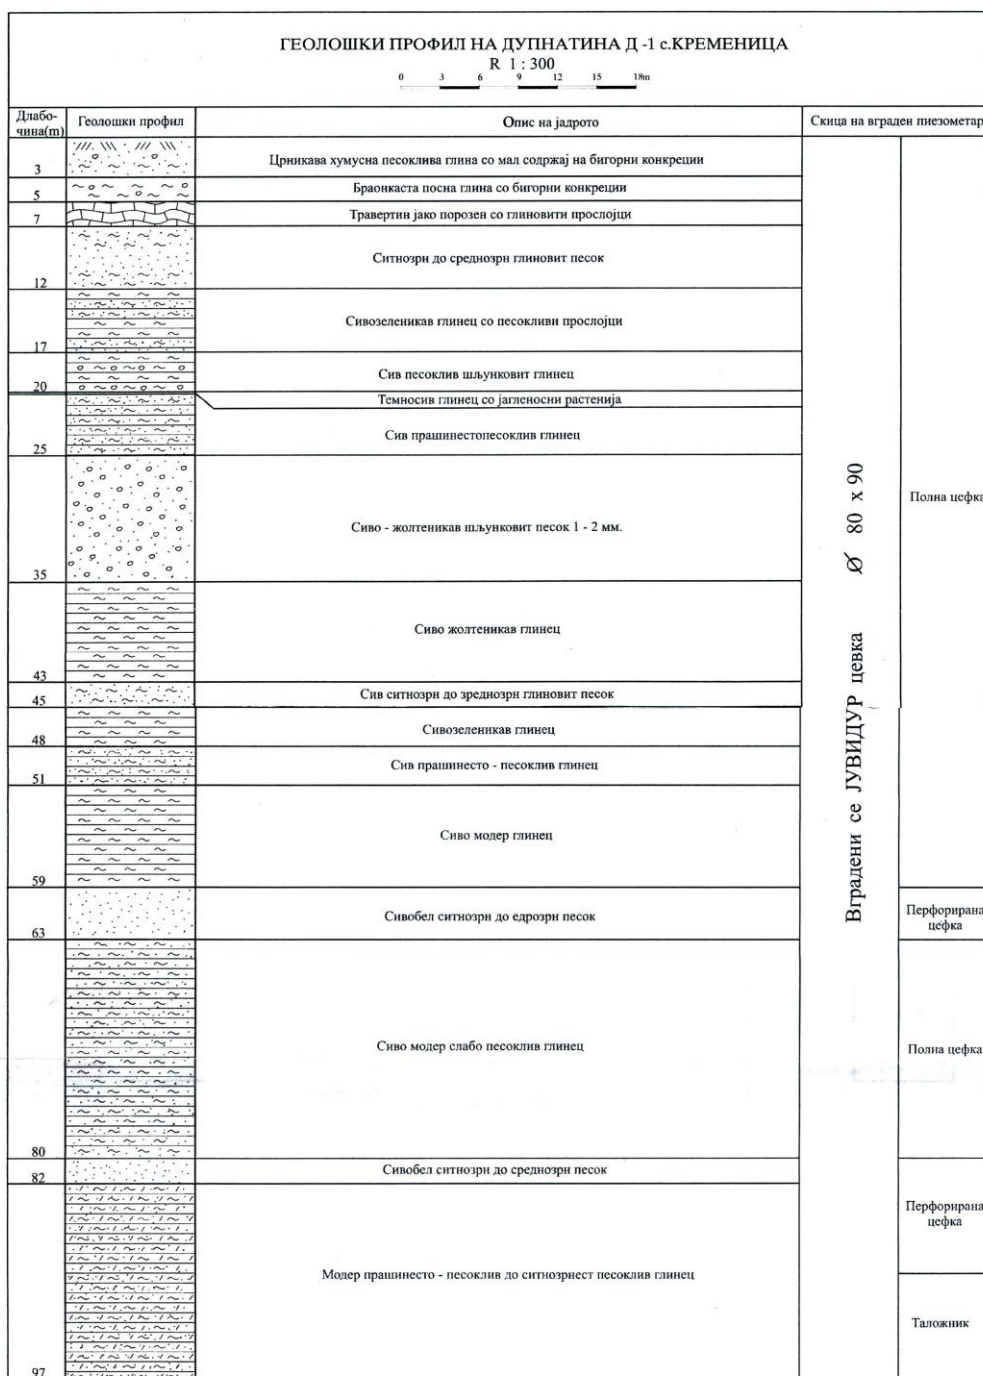 ГЕОЛОШКИ ПРОФИЛ НА ДУПНАТИНА Д -1 с.КРЕМЕНИЦА
R 1 : 300
0 3 6 9 12 15 18m
Длабо-
чина(m)
Геолошки профил
Опис на јадрото
Скица на вграден пиезометар
3
Црникава хумусна песоклива глина со мал содржај на бигорни конкреции
5
Браонкаста посна глина со бигорни конкреции
7
Травертин јако порозен со глиновити прослојци
12
Ситнозрн до среднозрн глиновит песок
17
Сивозеленикав глинец со песокливи прослојци
20
Сив песоклив шљунковит глинец
Темносив глинец со јагленосни растенија
25
Сив прашинестопесоклив глинец
35
Сиво - жолтеникав шљунковит песок 1 - 2 мм.
43
Сиво жолтеникав глинец
45
Сив ситнозрн до зреднозрн глиновит песок
48
Сивозеленикав глинец
51
Сив прашинесто - песоклив глинец
59
Сиво модер глинец
63
Сивобел ситнозрн до едрозрн песок
80
Сиво модер слабо песоклив глинец
82
Сивобел ситнозрн до среднозрн песок
97
Модер прашинесто - песоклив до ситнозрнест песоклив глинец
Вградени се ЈУВИДУР цевка Ø 80 x 90
Полна цефка
Перфорирана
цефка
Полна цефка
Перфорирана
цефка
Таложник